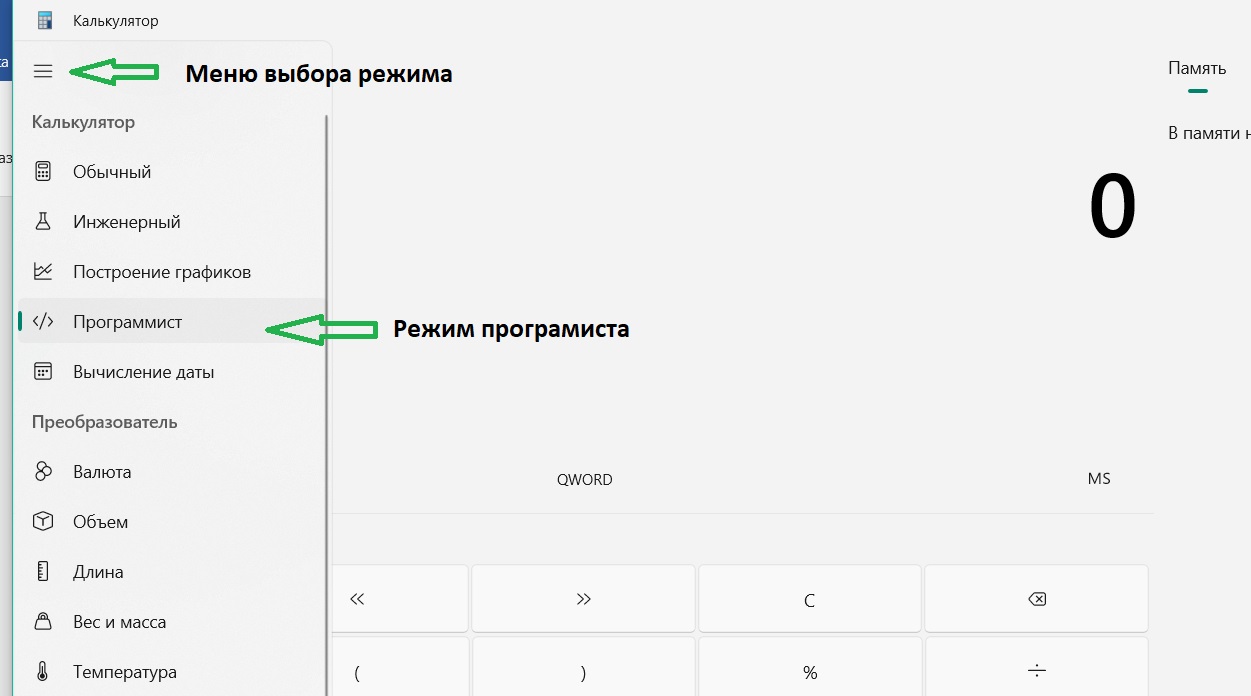 Калькулятор
Меню выбора режима
Память
Калькулятор
В памяти
Обычный
0
Инженерный
Построение графиков
Программист
Режим програмиста
Вычисление даты
Преобразователь
Валюта
QWORD
MS
Объем
Длина
C
Вес и масса
Температура
( ) % ÷